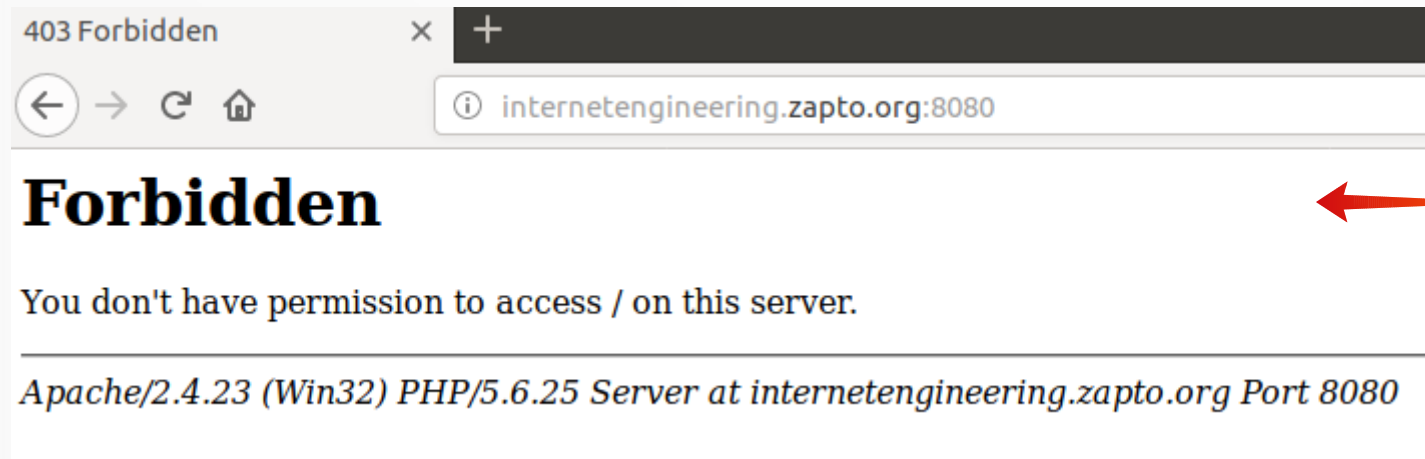 403 Forbidden
internetengineering.zapto.org:8080
Forbidden
You don't have permission to access / on this server.
Apache/2.4.23 (Win32) PHP/5.6.25 Server at internetengineering.zapto.org Port 8080